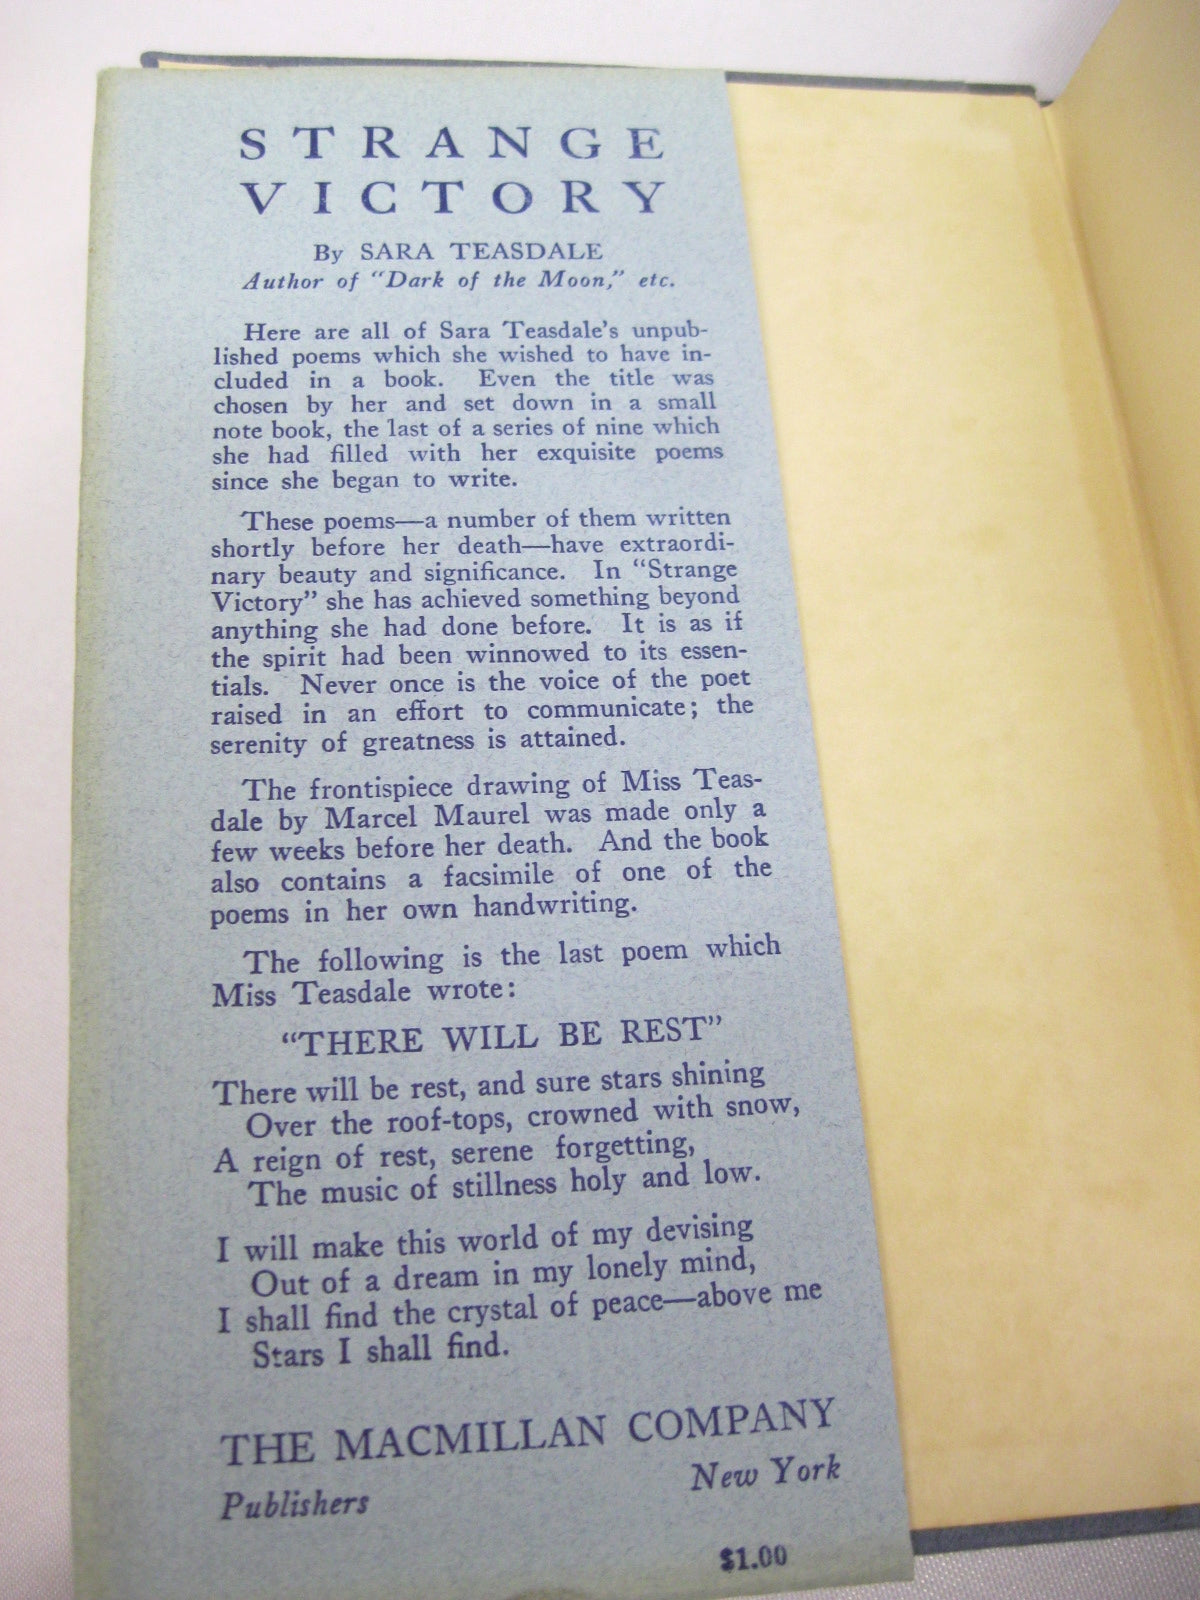 STRANGE
VICTORY
By SARA TEASDALE
Author of "Dark of the Moon," etc.
Here are all of Sara Teasdale's unpub-
lished poems which she wished to have in-
cluded in a book. Even the title was
chosen by her and set down in a small
note book, the last of a series of nine which
she had filled with her exquisite poems
since she began to write.
These poems—a number of them written
shortly before her death—have extraordi-
nary beauty and significance. In "Strange
Victory" she has achieved something beyond
anything she had done before. It is as if
the spirit had been winnowed to its essen-
tials. Never once is the voice of the poet
raised in an effort to communicate; the
serenity of greatness is attained.
The frontispiece drawing of Miss Teas-
dale by Marcel Maurel was made only a
few weeks before her death. And the book
also contains a facsimile of one of the
poems in her own handwriting.
The following is the last poem which
Miss Teasdale wrote:
"THERE WILL BE REST"
There will be rest, and sure stars shining
Over the roof-tops, crowned with snow,
A reign of rest, serene forgetting,
The music of stillness holy and low.
I will make this world of my devising
Out of a dream in my lonely mind,
I shall find the crystal of peace—above me
Stars I shall find.
THE MACMILLAN COMPANY
Publishers New York
$1.00